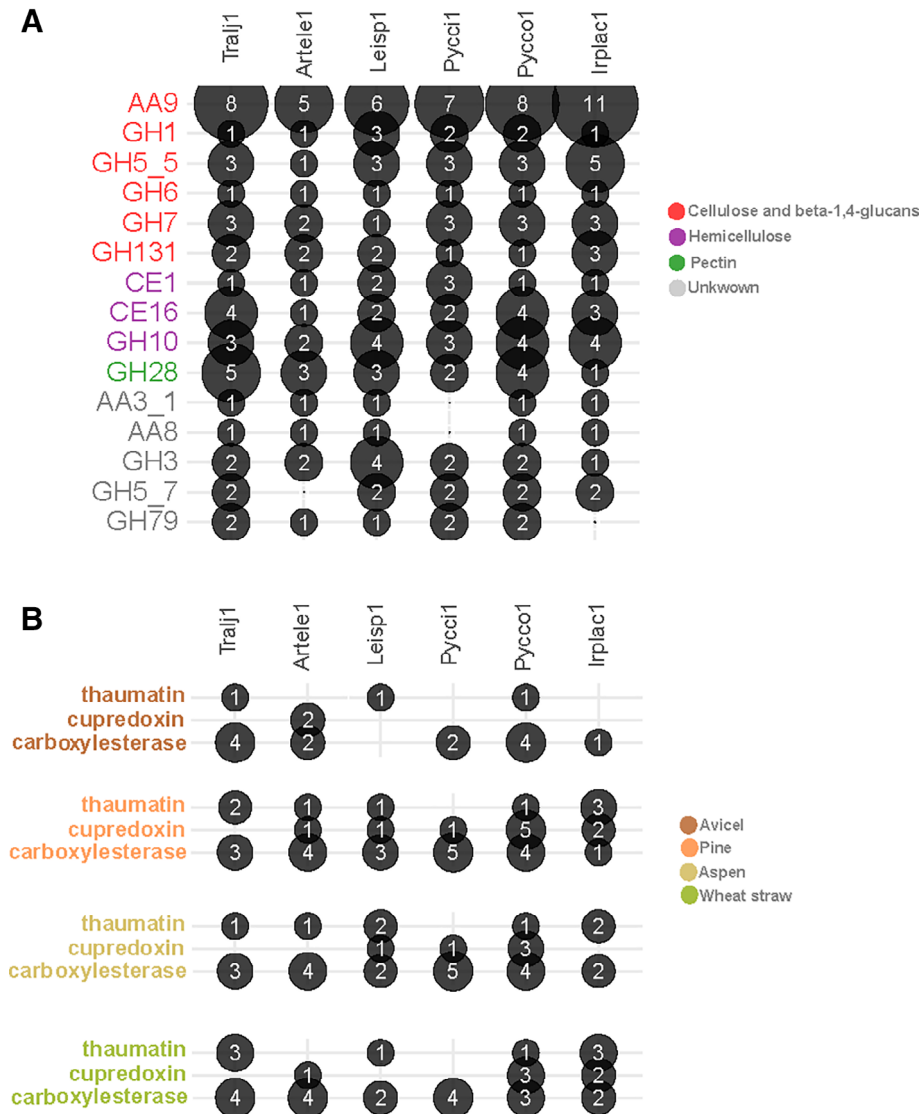 A
Tralj1 Artele1 Leisp1 Pycci1 Pycco1 Irplac1
AA9 8 5 6 7 8 11
GH1 1 1 3 2 2 1
GH5_5 3 1 3 3 3 5
GH6 1 1 1 1 1 1
GH7 3 2 1 3 3 3
GH131 2 2 2 1 1 3
CE1 1 1 2 3 1 1
CE16 4 1 2 2 4 3
GH10 3 2 4 3 4 4
GH28 5 3 3 2 4 1
AA3_1 1 1 1 1 1
AA8 1 1 1 1 1
GH3 2 2 4 2 2 1
GH5_7 2 2 2 2 2
GH79 2 1 1 2 2
Cellulose and beta-1,4-glucans
Hemicellulose
Pectin
Unkwown
B
Tralj1 Artele1 Leisp1 Pycci1 Pycco1 Irplac1
thaumatin 1 1 1
cupredoxin 2
carboxylesterase 4 2 2 4 1
thaumatin 2 1 1 1 3
cupredoxin 1 1 1 5 2
carboxylesterase 3 4 3 5 4 1
thaumatin 1 1 2 1 2
cupredoxin 1 1 3
carboxylesterase 3 4 2 5 4 2
thaumatin 3 1 1 3
cupredoxin 1 3 2
carboxylesterase 4 4 2 4 3 2
Avicel
Pine
Aspen
Wheat straw